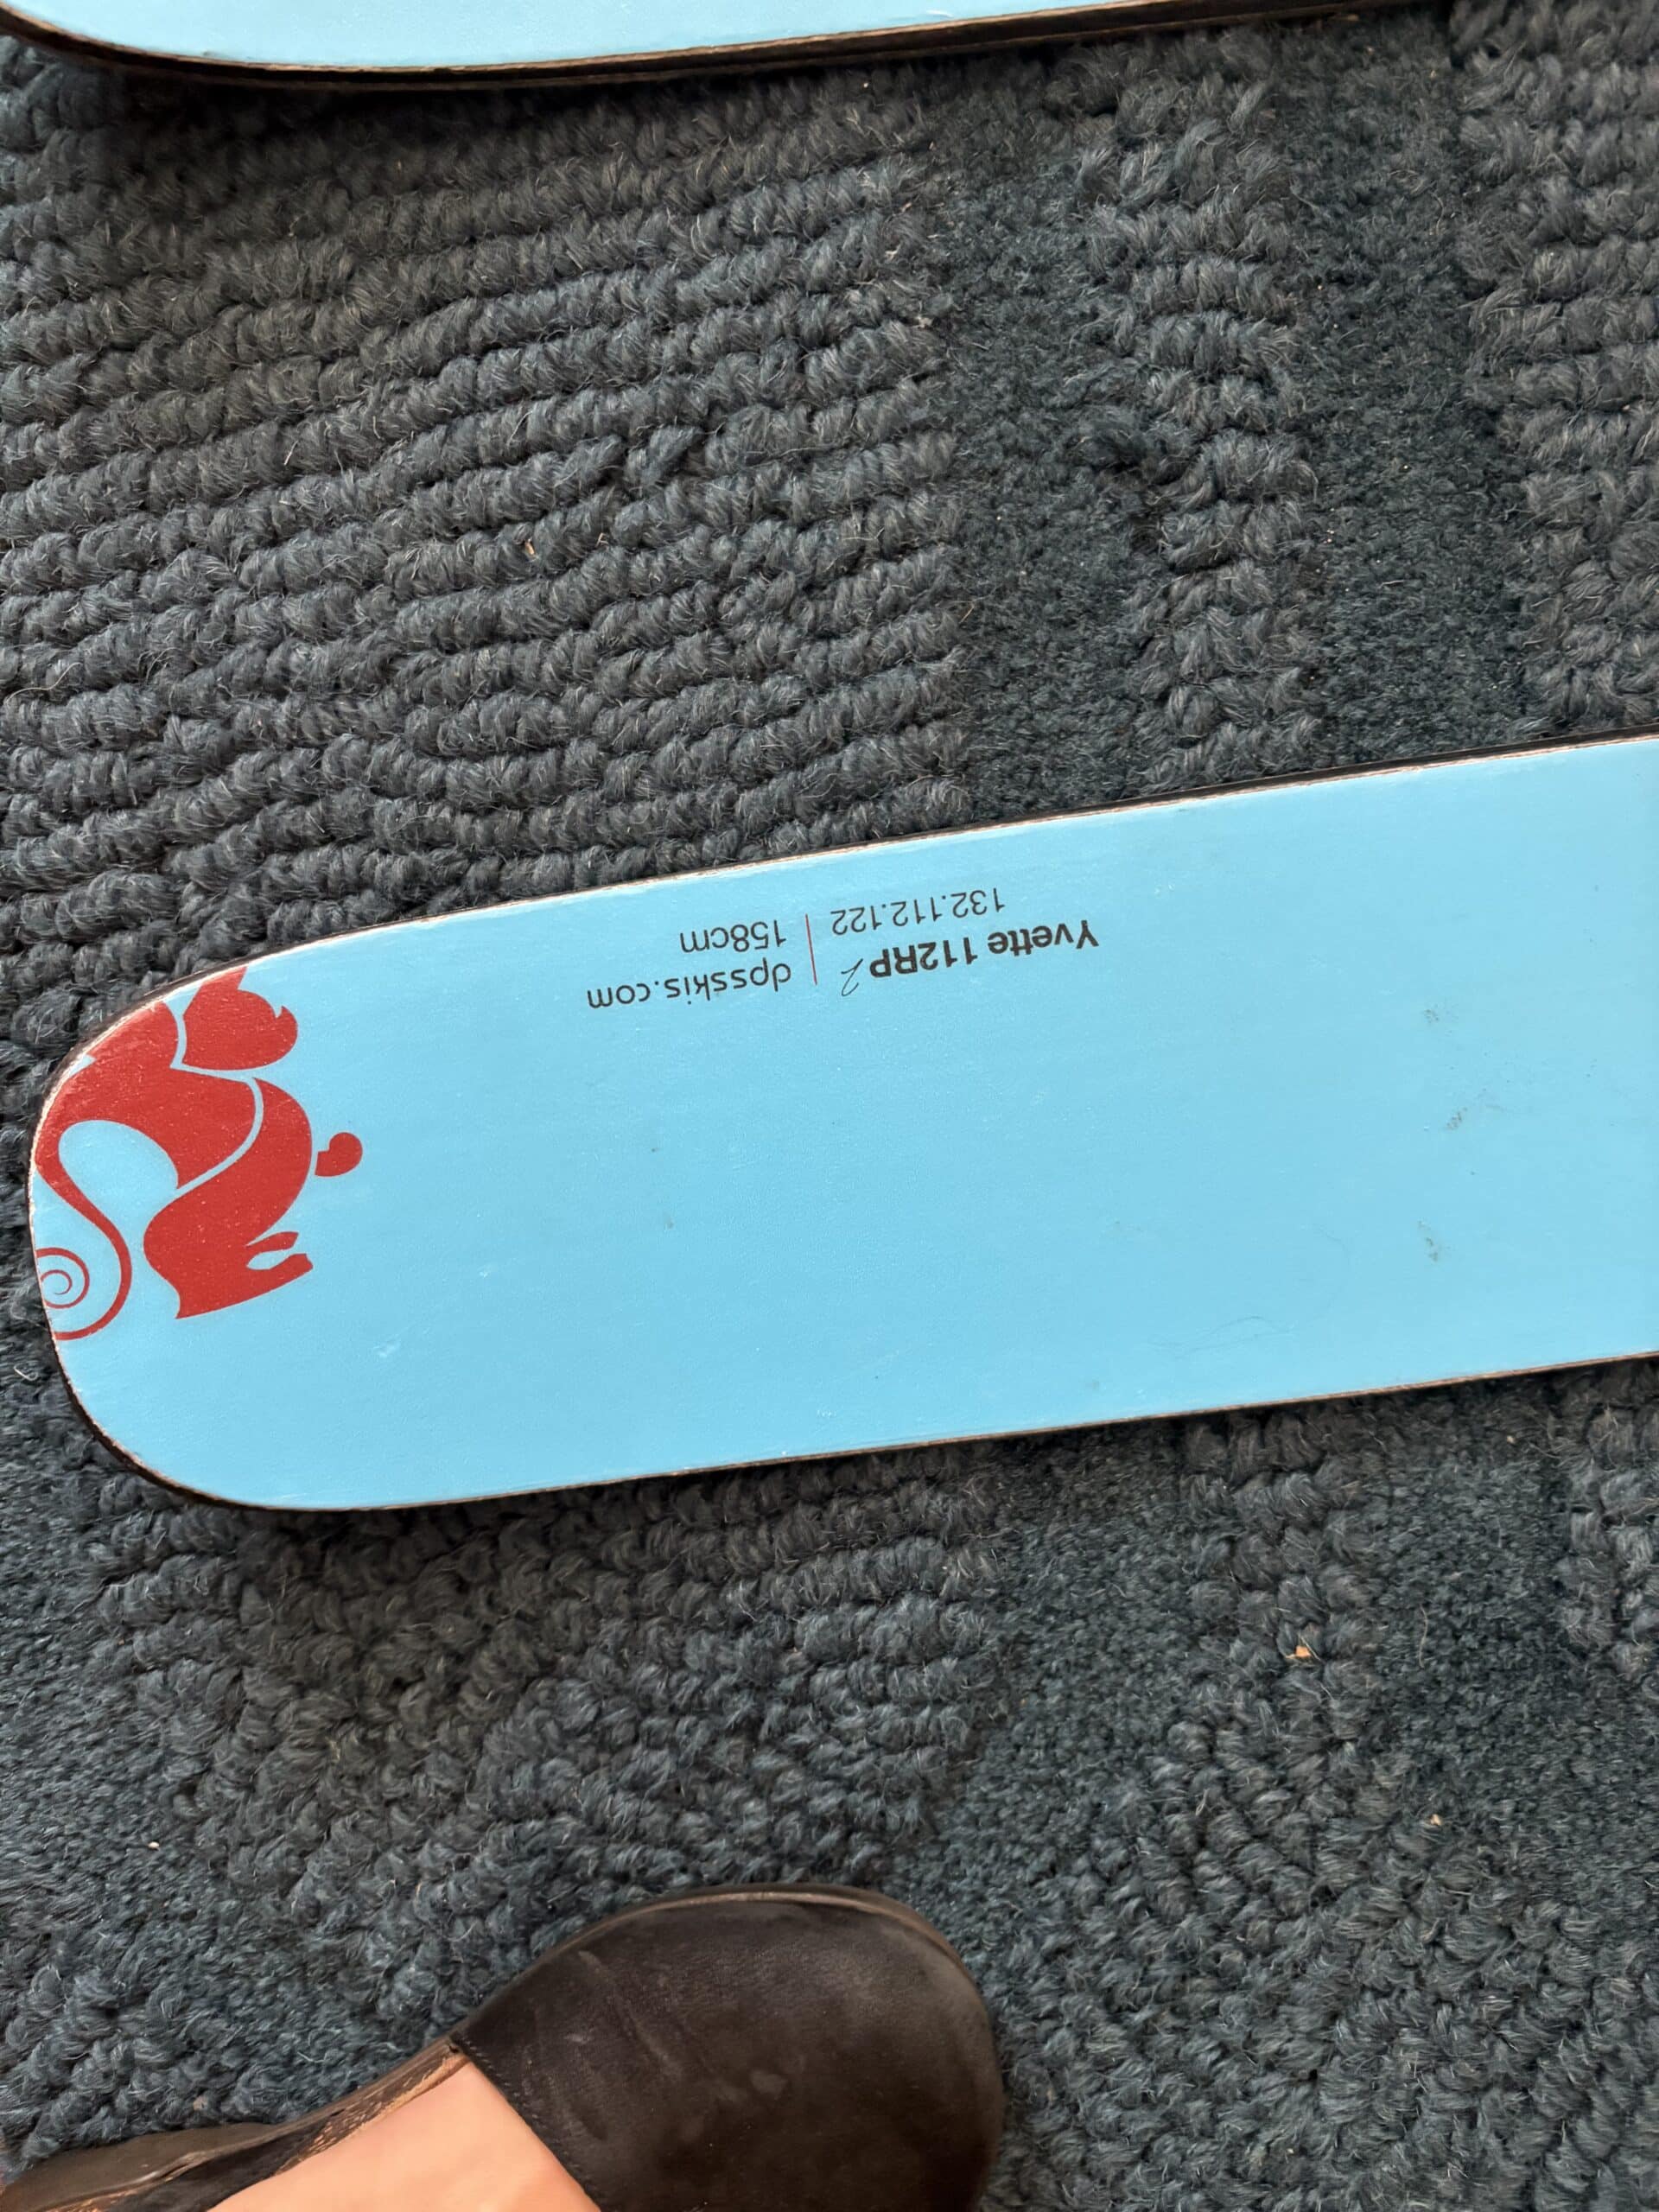 Yvette 112RP2 | dpsskis.com
132.112.122 | 158cm